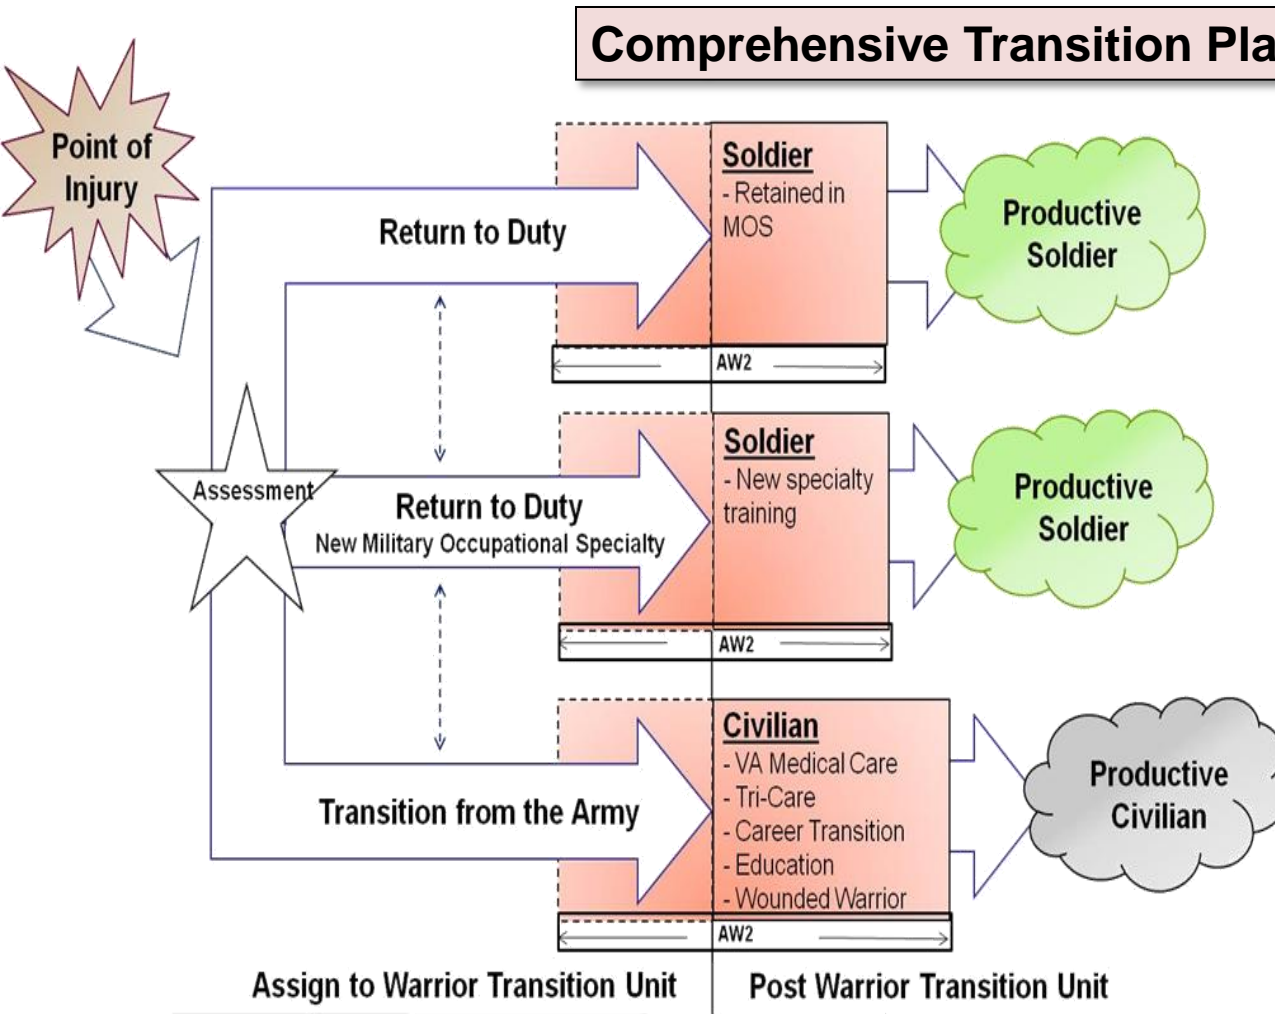 Comprehensive Transition Pla
Point of
Injury
Return to Duty
Soldier
- Retained in
MOS
Productive
Soldier
AW2
Assessment
Return to Duty
New Military Occupational Specialty
Soldier
- New specialty
training
Productive
Soldier
AW2
Transition from the Army
Civilian
- VA Medical Care
- Tri-Care
- Career Transition
- Education
- Wounded Warrior
Productive
Civilian
AW2
Assign to Warrior Transition Unit
Post Warrior Transition Unit